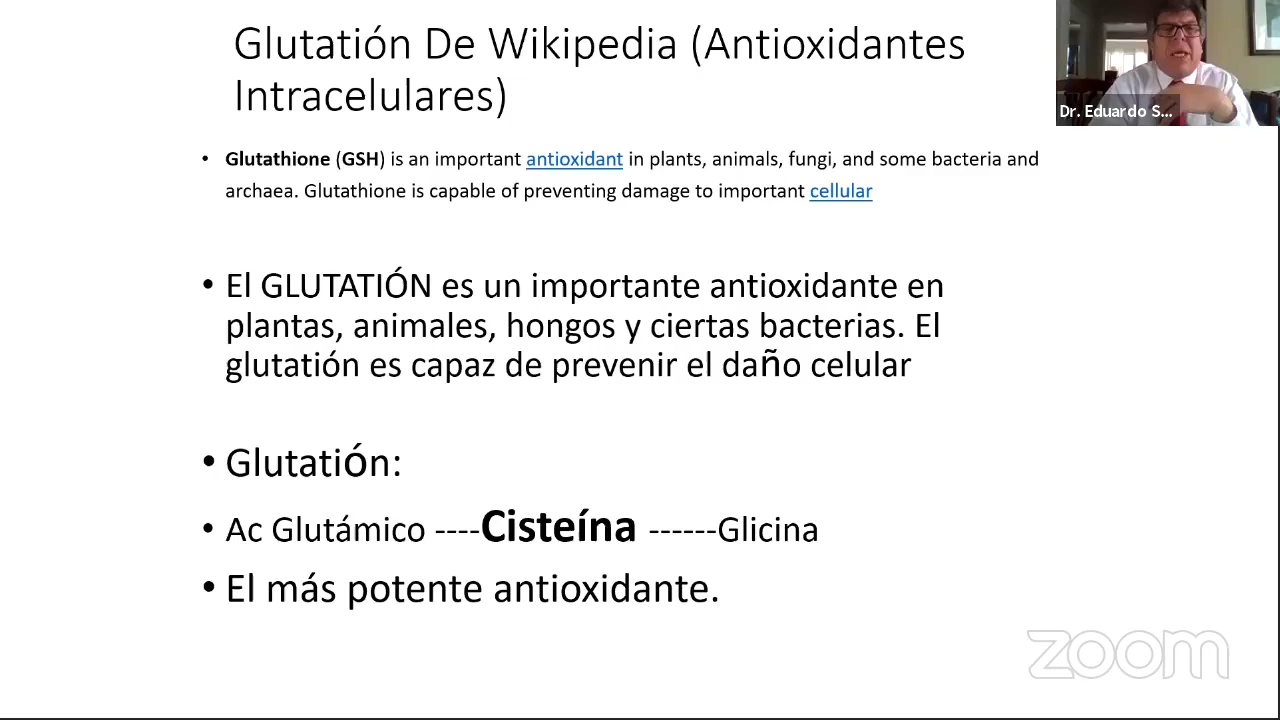 Glutatión De Wikipedia (Antioxidantes
Intracelulares)
Dr. Eduardo S...
• Glutathione (GSH) is an important antioxidant in plants, animals, fungi, and some bacteria and
archaea. Glutathione is capable of preventing damage to important cellular
• El GLUTATIÓN es un importante antioxidante en
plantas, animales, hongos y ciertas bacterias. El
glutatión es capaz de prevenir el daño celular
• Glutatión:
• Ac Glutámico ----Cisteína ------Glicina
• El más potente antioxidante.
zoom